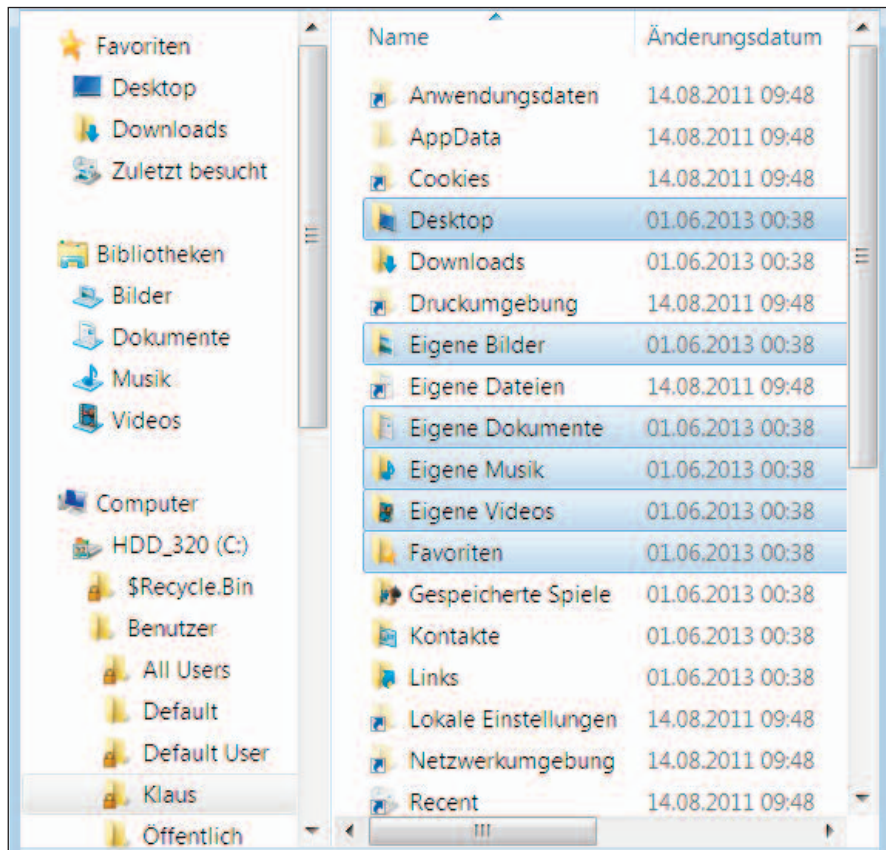 Favoriten
Desktop
Downloads
Zuletzt besucht
Bibliotheken
Bilder
Dokumente
Musik
Videos
Computer
HDD_320 (C:)
$Recycle.Bin
Benutzer
All Users
Default
Default User
Klaus
Öffentlich
Name Änderungsdatum
Anwendungsdaten 14.08.2011 09:48
AppData 14.08.2011 09:48
Cookies 14.08.2011 09:48
Desktop 01.06.2013 00:38
Downloads 01.06.2013 00:38
Druckumgebung 14.08.2011 09:48
Eigene Bilder 01.06.2013 00:38
Eigene Dateien 14.08.2011 09:48
Eigene Dokumente 01.06.2013 00:38
Eigene Musik 01.06.2013 00:38
Eigene Videos 01.06.2013 00:38
Favoriten 01.06.2013 00:38
Gespeicherte Spiele 01.06.2013 00:38
Kontakte 01.06.2013 00:38
Links 01.06.2013 00:38
Lokale Einstellungen 14.08.2011 09:48
Netzwerkumgebung 14.08.2011 09:48
Recent 14.08.2011 09:48